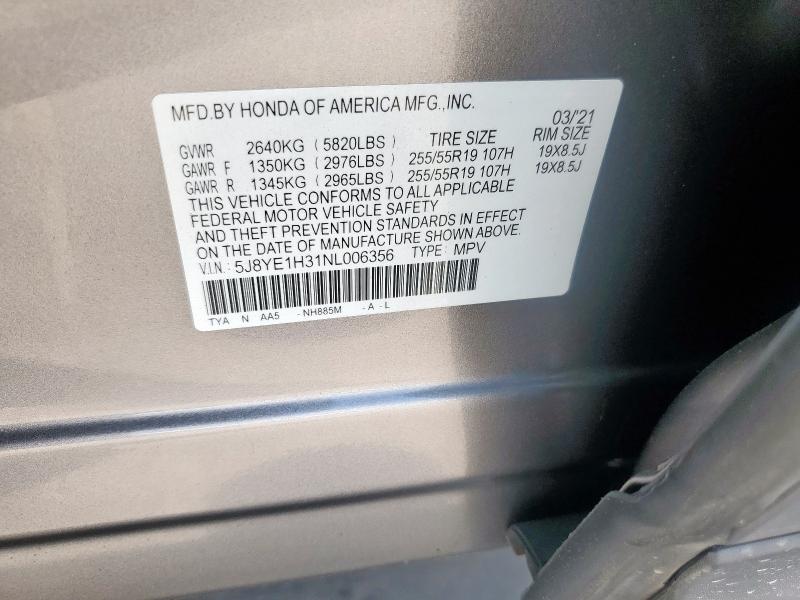 MFD.BY HONDA OF AMERICA MFG.,INC.
03/'21
GVWR 2640KG (5820LBS) TIRE SIZE RIM SIZE
GAWR F 1350KG (2976LBS) 255/55R19 107H 19X8.5J
GAWR R 1345KG (2965LBS) 255/55R19 107H 19X8.5J
THIS VEHICLE CONFORMS TO ALL APPLICABLE
FEDERAL MOTOR VEHICLE SAFETY
AND THEFT PREVENTION STANDARDS IN EFFECT
ON THE DATE OF MANUFACTURE SHOWN ABOVE.
V.I.N.: 5J8YE1H31NL006356 TYPE: MPV
TYA N AA5 -NH885M -A -L